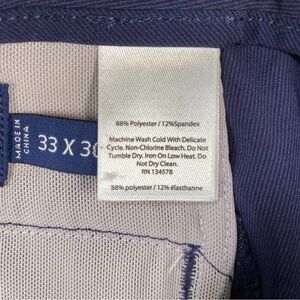 MADE IN
CHINA
33 X 30
88% Polyester / 12%Spandex
Machine Wash Cold With Delicate
Cycle. Non-Chlorine Bleach. Do Not
Tumble Dry. Iron On Low Heat. Do
Not Dry Clean.
RN 134578
88% polyester / 12% élasthanne